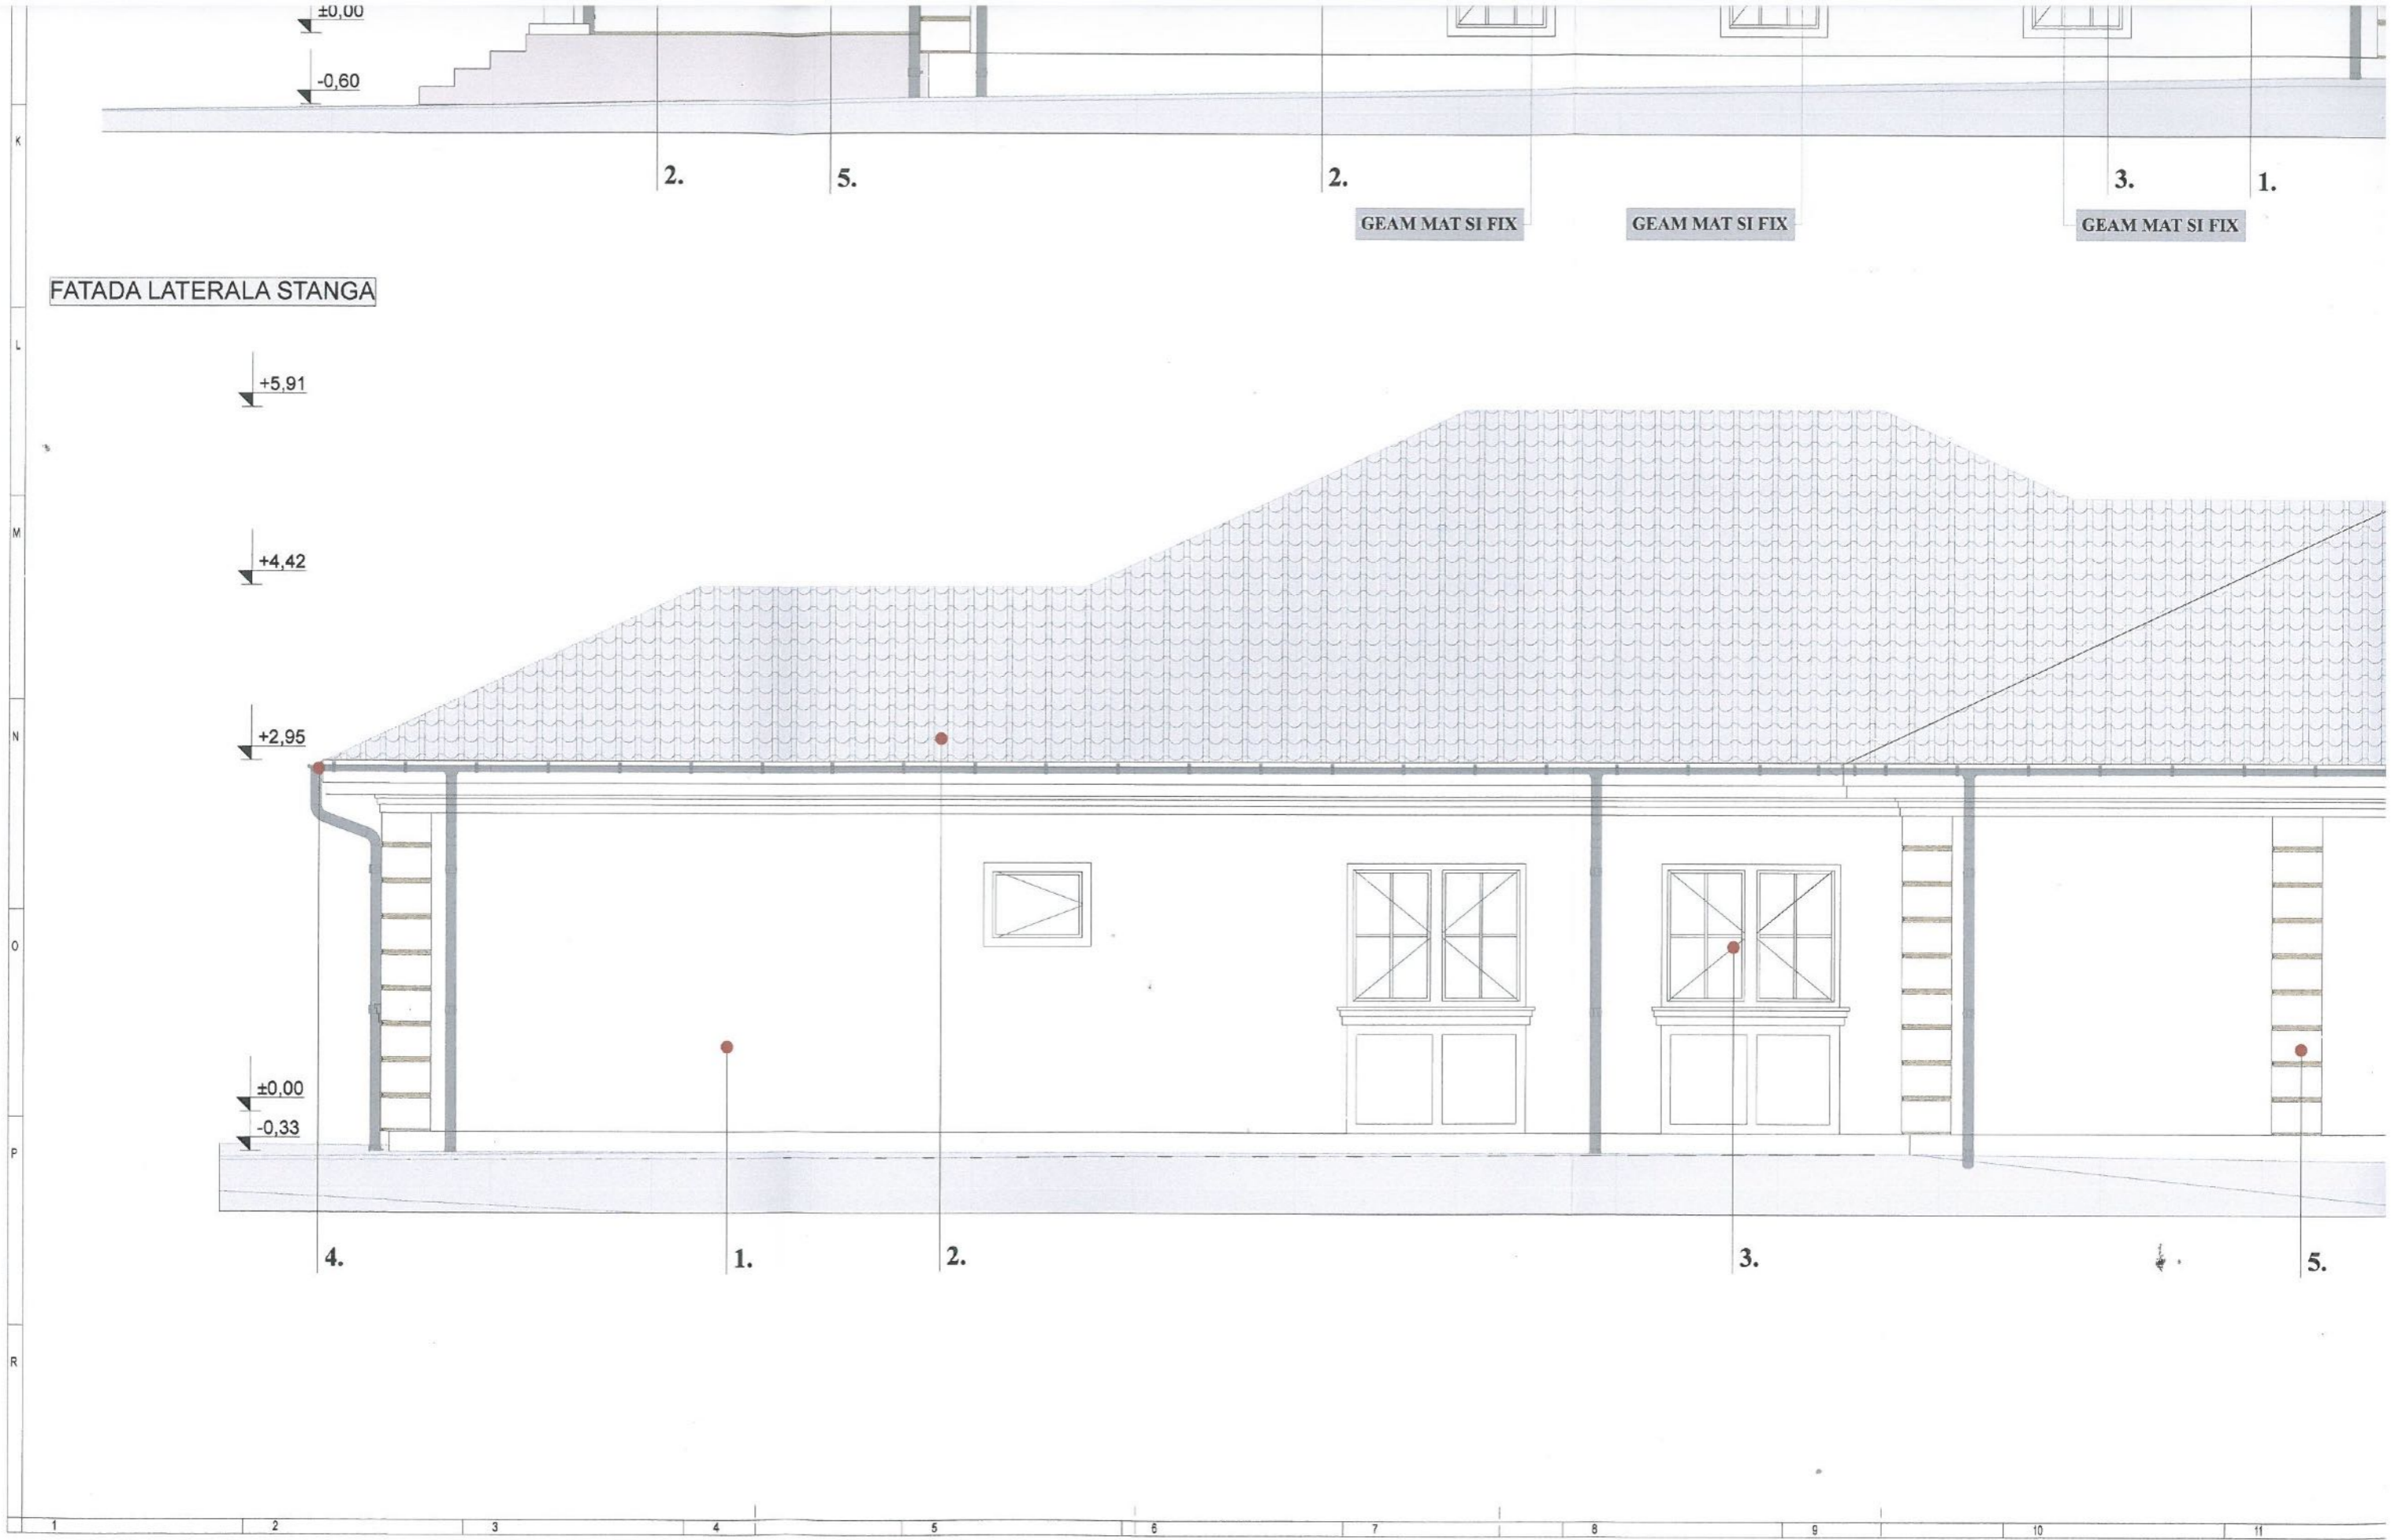 ±0,00
-0,60
K
2.
5.
2.
3.
1.
GEAM MAT SI FIX
GEAM MAT SI FIX
GEAM MAT SI FIX
FATADA LATERALA STANGA
L
+5,91
M
+4,42
N
+2,95
O
±0,00
-0,33
P
4.
1.
2.
3.
5.
R
1 2 3 4 5 6 7 8 9 10 11